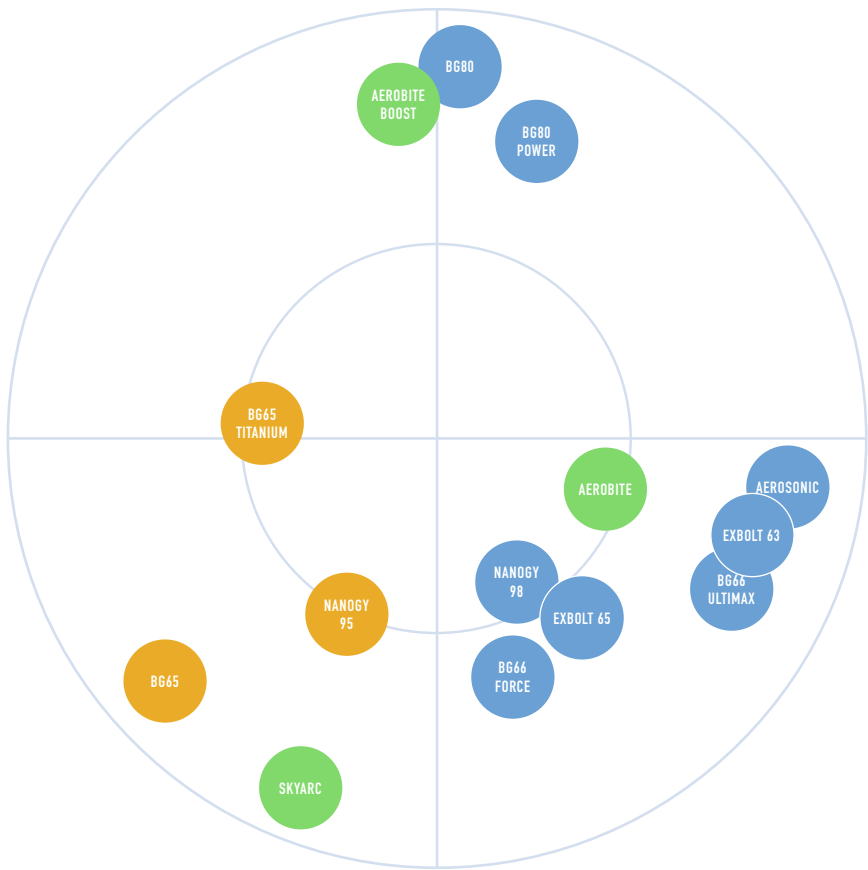 BG80
AEROBITE
BOOST
BG80
POWER
BG65
TITANIUM
AEROBITE
AEROSONIC
EXBOLT 63
BG66
ULTIMAX
NANOGY
98
EXBOLT 65
NANOGY
95
BG66
FORCE
BG65
SKYARC